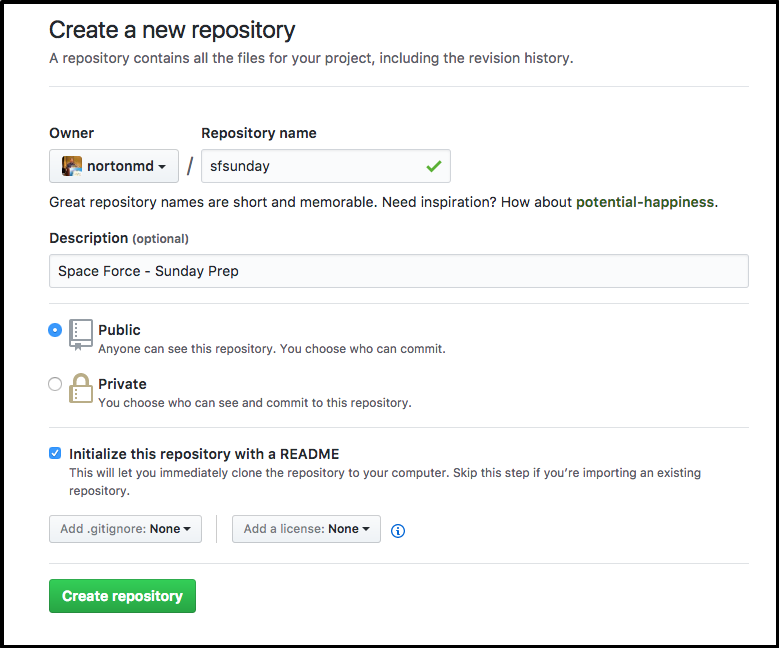 Create a new repository
A repository contains all the files for your project, including the revision history.
Owner
Repository name
nortonmd
/
sfsunday
Great repository names are short and memorable. Need inspiration? How about potential-happiness.
Description (optional)
Space Force - Sunday Prep
Public
Anyone can see this repository. You choose who can commit.
Private
You choose who can see and commit to this repository.
Initialize this repository with a README
This will let you immediately clone the repository to your computer. Skip this step if you’re importing an existing
repository.
Add .gitignore: None
Add a license: None
Create repository